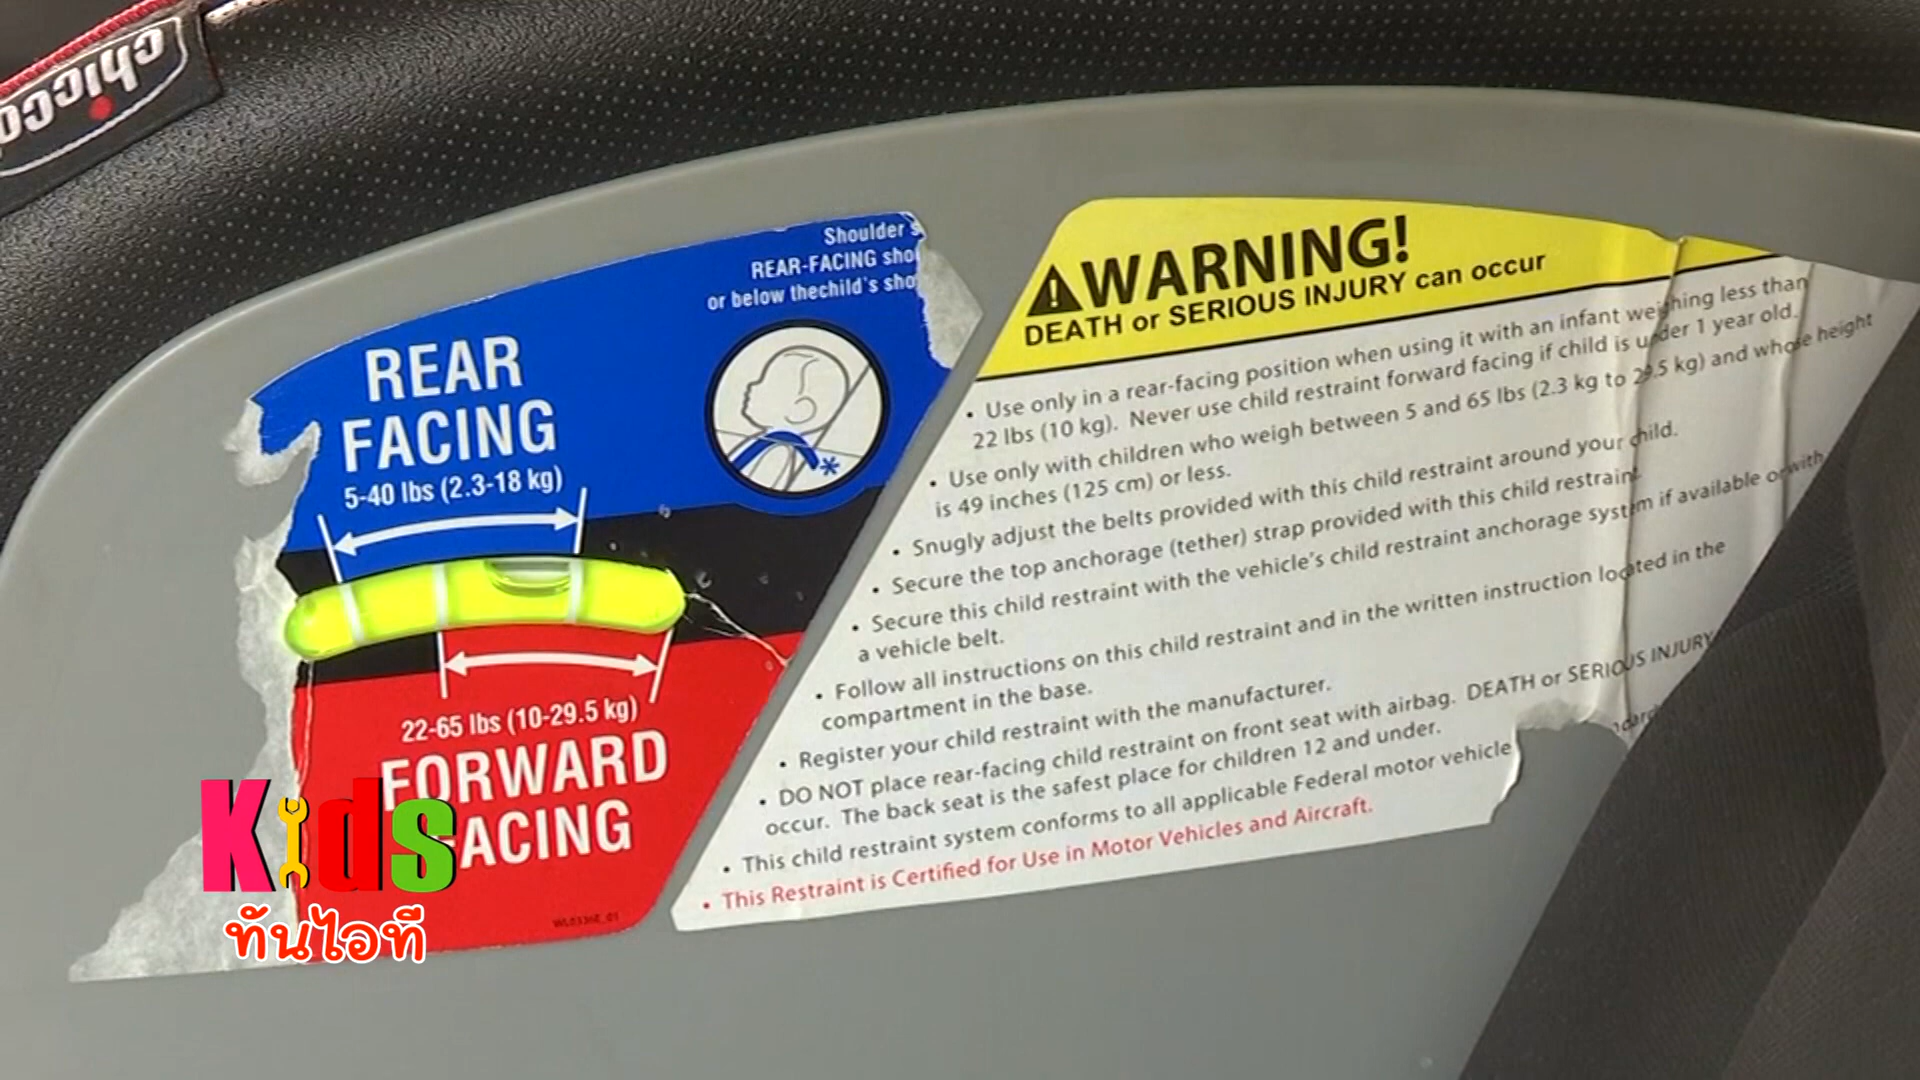 chicco
Shoulder
REAR-FACING
or below thechild's
REAR
FACING
5-40 lbs (2.3-18 kg)
22-65 lbs (10-29.5 kg)
FORWARD
FACING
WARNING!
DEATH or SERIOUS INJURY can occur
• Use only in a rear-facing position when using it with an infant weighing less than
22 lbs (10 kg). Never use child restraint forward facing if child is under 1 year old.
• Use only with children who weigh between 5 and 65 lbs (2.3 kg to 29.5 kg) and whose height
is 49 inches (125 cm) or less.
• Snugly adjust the belts provided with this child restraint around your child.
• Secure the top anchorage (tether) strap provided with this child restraint.
• Secure this child restraint with the vehicle's child restraint anchorage system if available or with
a vehicle belt.
• Follow all instructions on this child restraint and in the written instruction located in the
compartment in the base.
• Register your child restraint with the manufacturer.
• DO NOT place rear-facing child restraint on front seat with airbag. DEATH or SERIOUS INJURY
occur. The back seat is the safest place for children 12 and under.
• This child restraint system conforms to all applicable Federal motor vehicle
• This Restraint is Certified for Use in Motor Vehicles and Aircraft.
Kids
ทันไอที